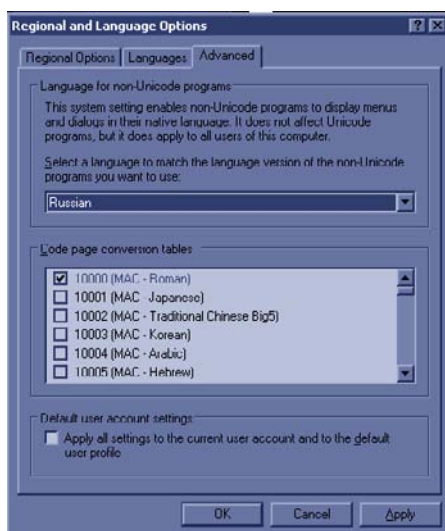 Regional and Language Options
Regional Options Languages Advanced
Language for non-Unicode programs
This system setting enables non-Unicode programs to display menus
and dialogs in their native language. It does not affect Unicode
programs, but it does apply to all users of this computer.
Select a language to match the language version of the non-Unicode
programs you want to use:
Russian
Code page conversion tables
10000 (MAC - Roman)
10001 (MAC - Japanese)
10002 (MAC - Traditional Chinese Big5)
10003 (MAC - Korean)
10004 (MAC - Arabic)
10005 (MAC - Hebrew)
Default user account settings
Apply all settings to the current user account and to the default
user profile
OK Cancel Apply